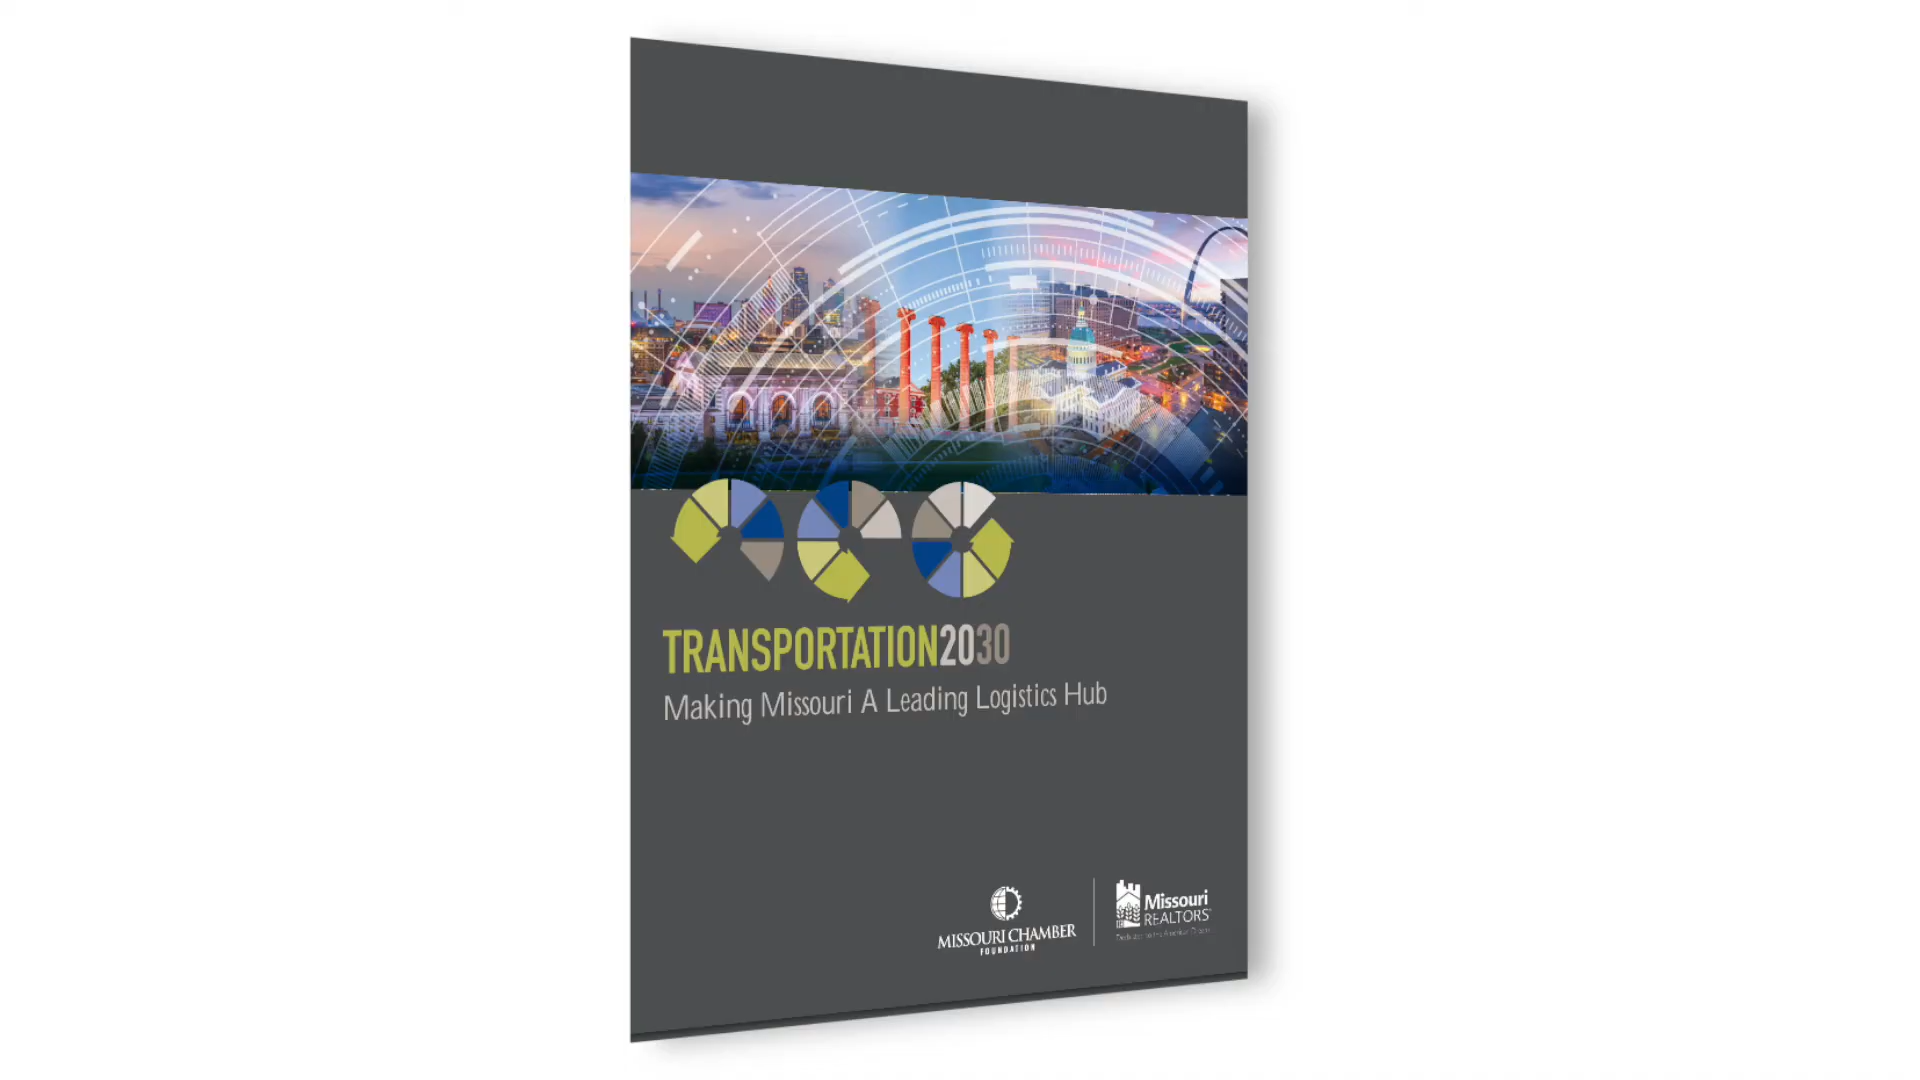 TRANSPORTATION2030
Making Missouri A Leading Logistics Hub
MISSOURI CHAMBER
FOUNDATION
Missouri
REALTORS